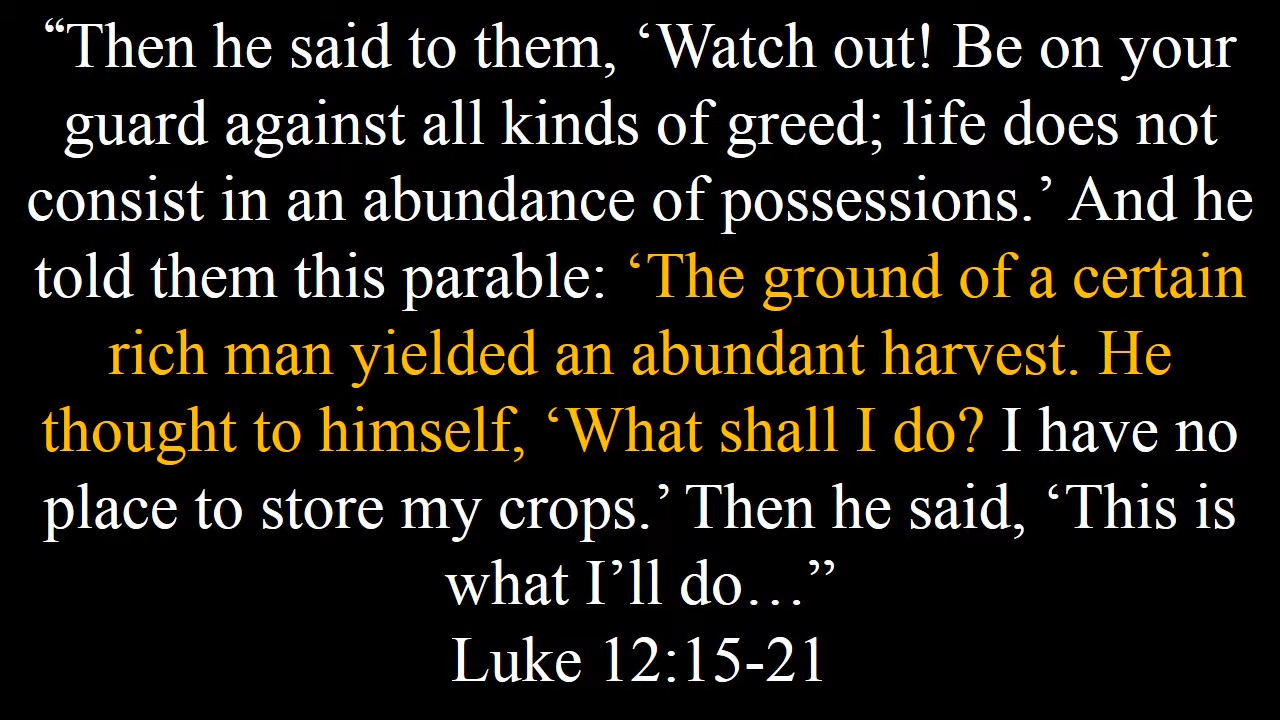 “Then he said to them, ‘Watch out! Be on your
guard against all kinds of greed; life does not
consist in an abundance of possessions.’ And he
told them this parable: ‘The ground of a certain
rich man yielded an abundant harvest. He
thought to himself, ‘What shall I do? I have no
place to store my crops.’ Then he said, ‘This is
what I’ll do…”
Luke 12:15-21